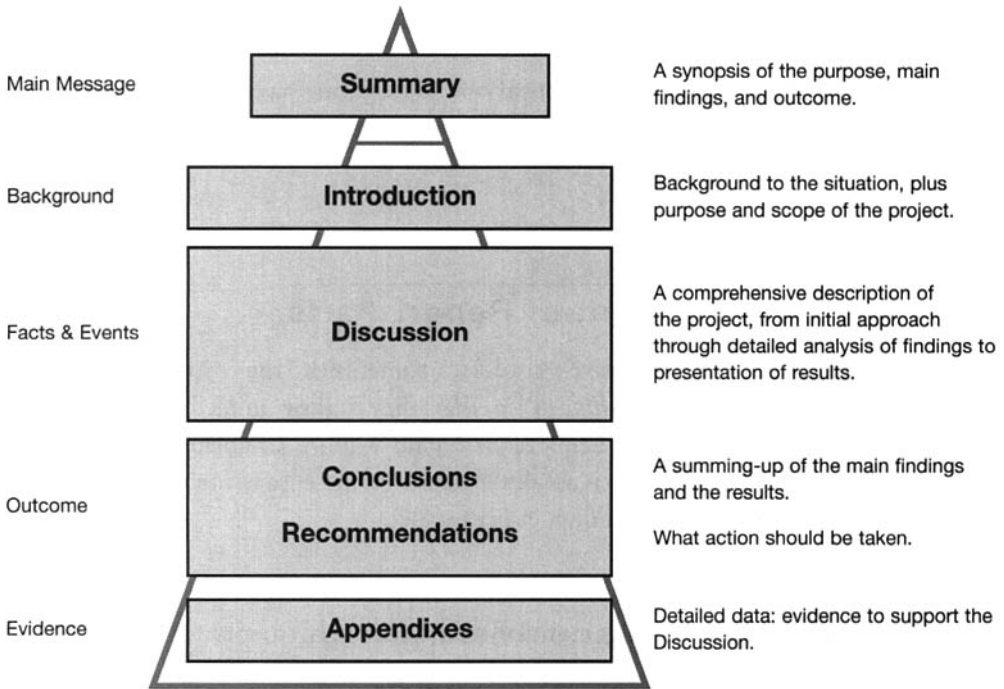 Main Message
Summary
A synopsis of the purpose, main
findings, and outcome.
Background
Introduction
Background to the situation, plus
purpose and scope of the project.
Facts & Events
Discussion
A comprehensive description of
the project, from initial approach
through detailed analysis of findings to
presentation of results.
Outcome
Conclusions
Recommendations
A summing-up of the main findings
and the results.
What action should be taken.
Evidence
Appendixes
Detailed data: evidence to support the
Discussion.